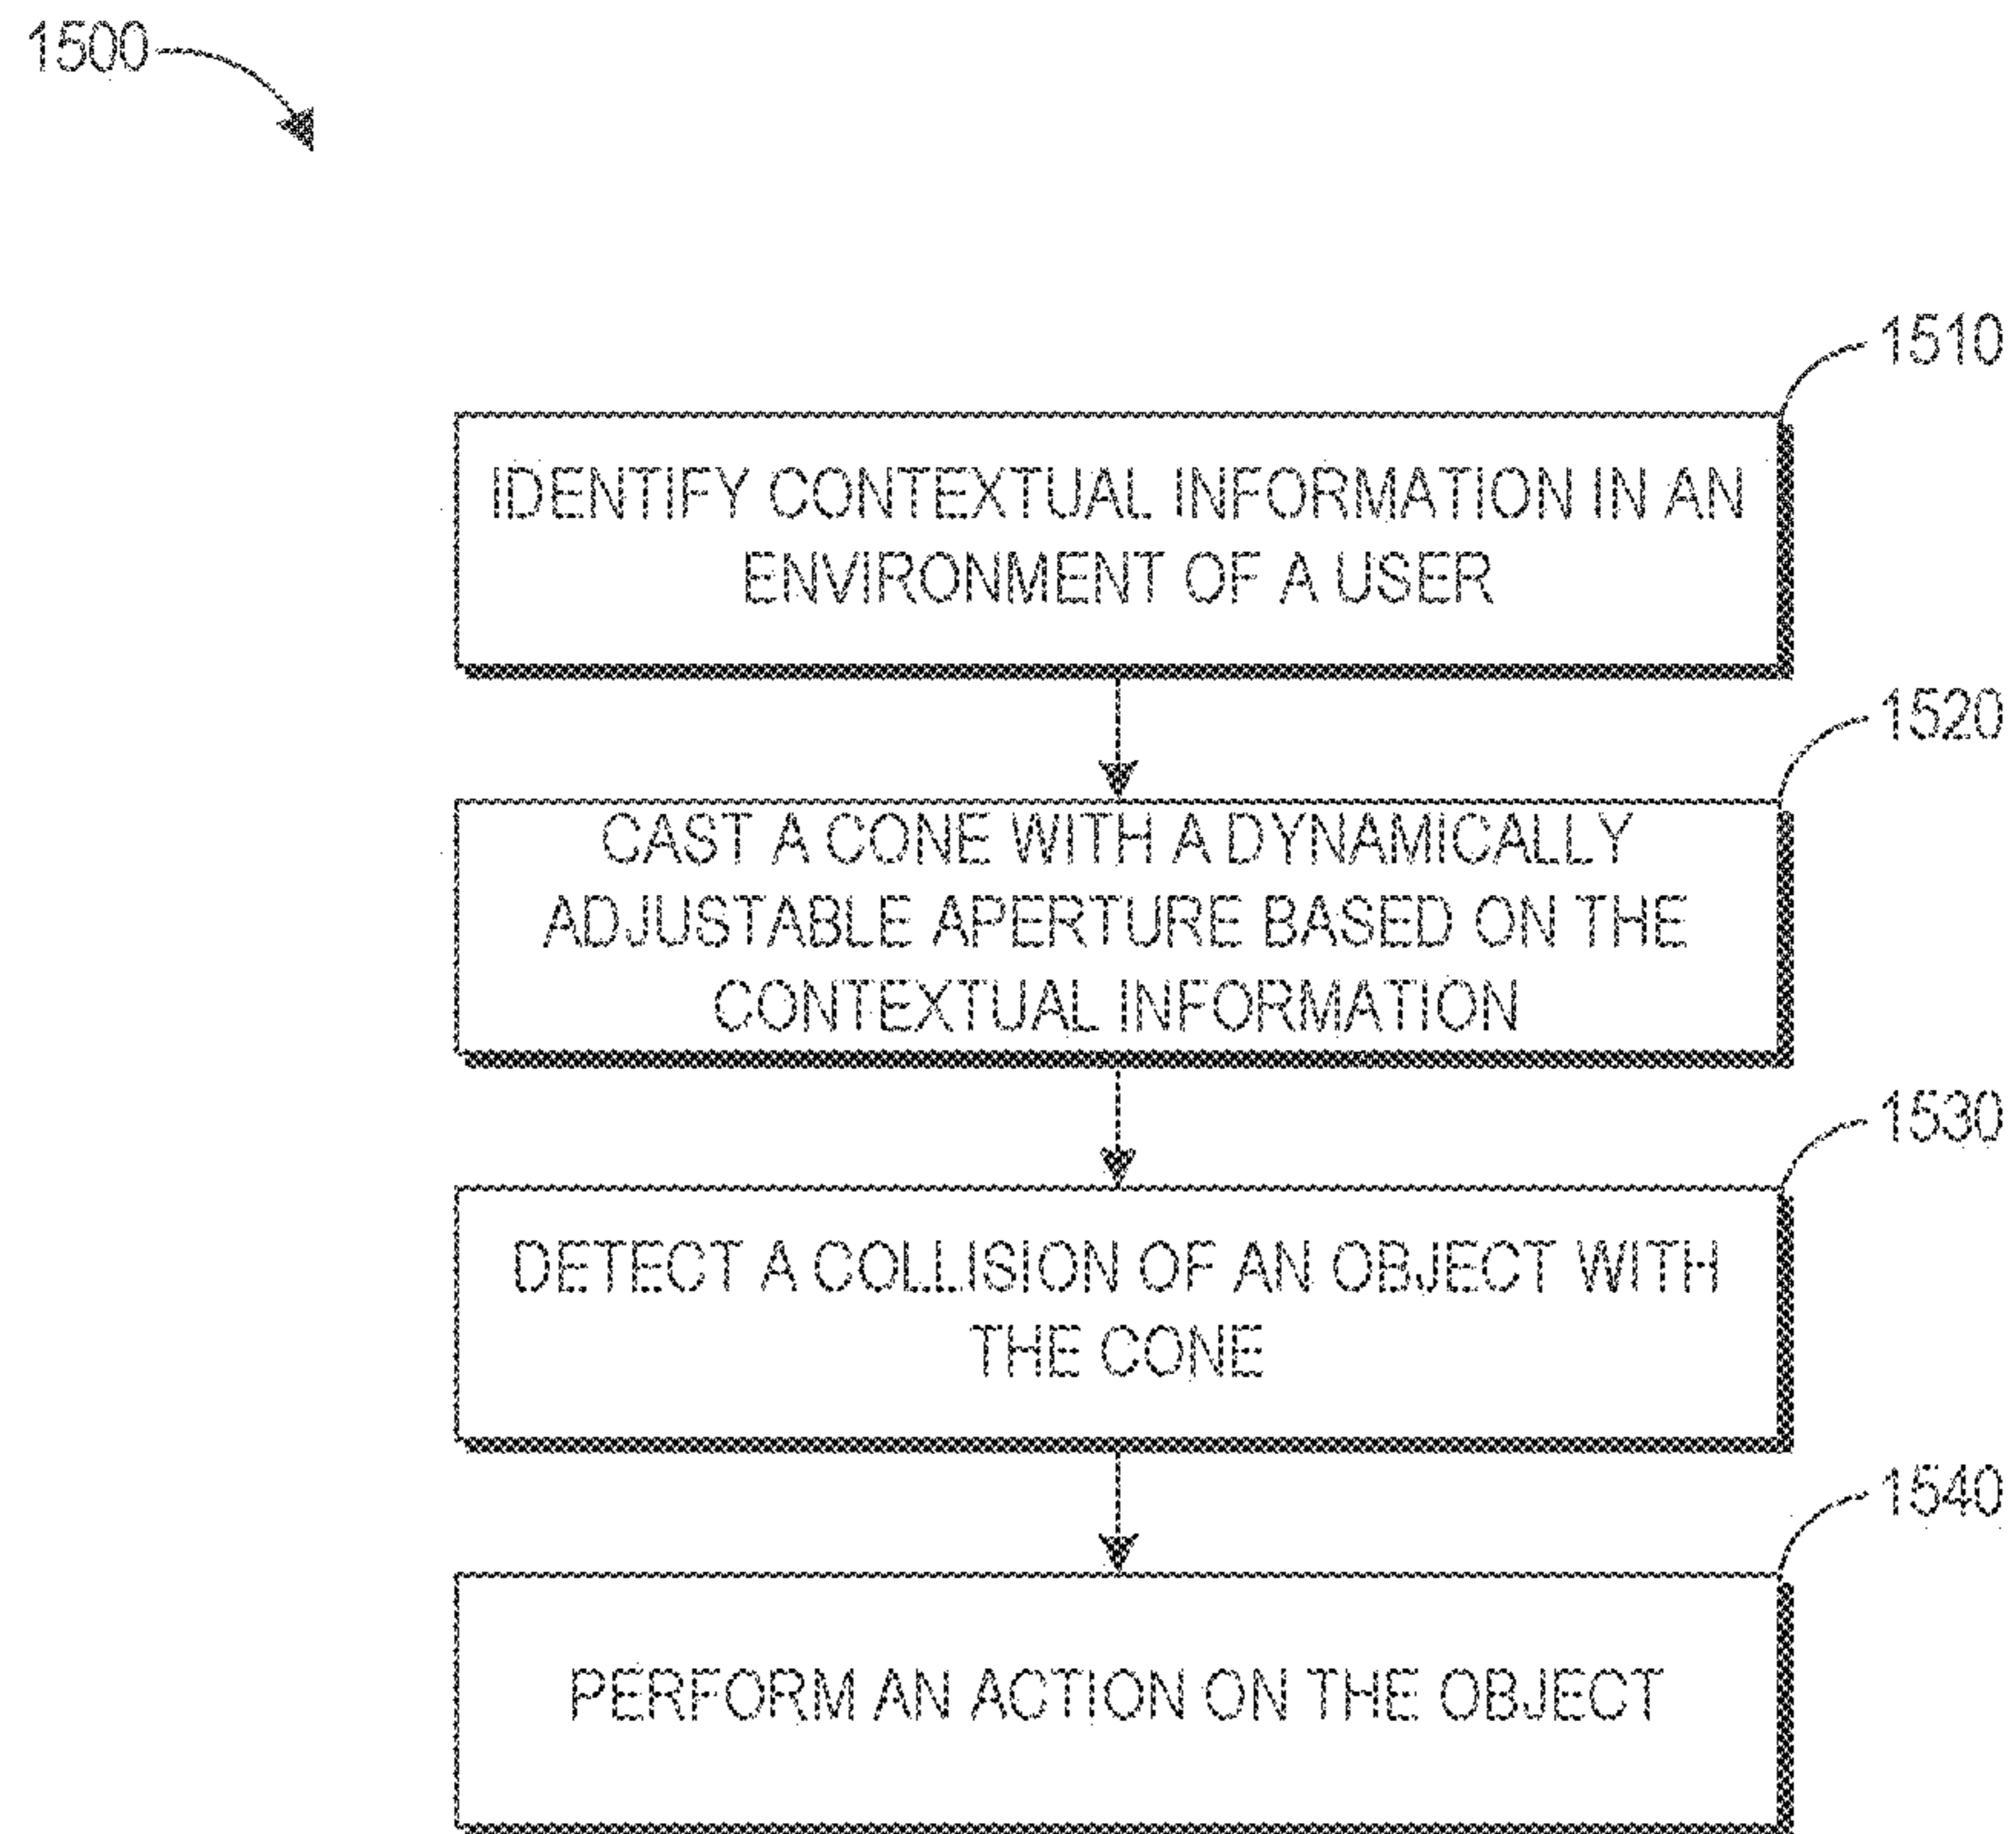 1500
1510
IDENTIFY CONTEXTUAL INFORMATION IN AN
ENVIRONMENT OF A USER
1520
CAST A CONE WITH A DYNAMICALLY
ADJUSTABLE APERTURE BASED ON THE
CONTEXTUAL INFORMATION
1530
DETECT A COLLISION OF AN OBJECT WITH
THE CONE
1540
PERFORM AN ACTION ON THE OBJECT